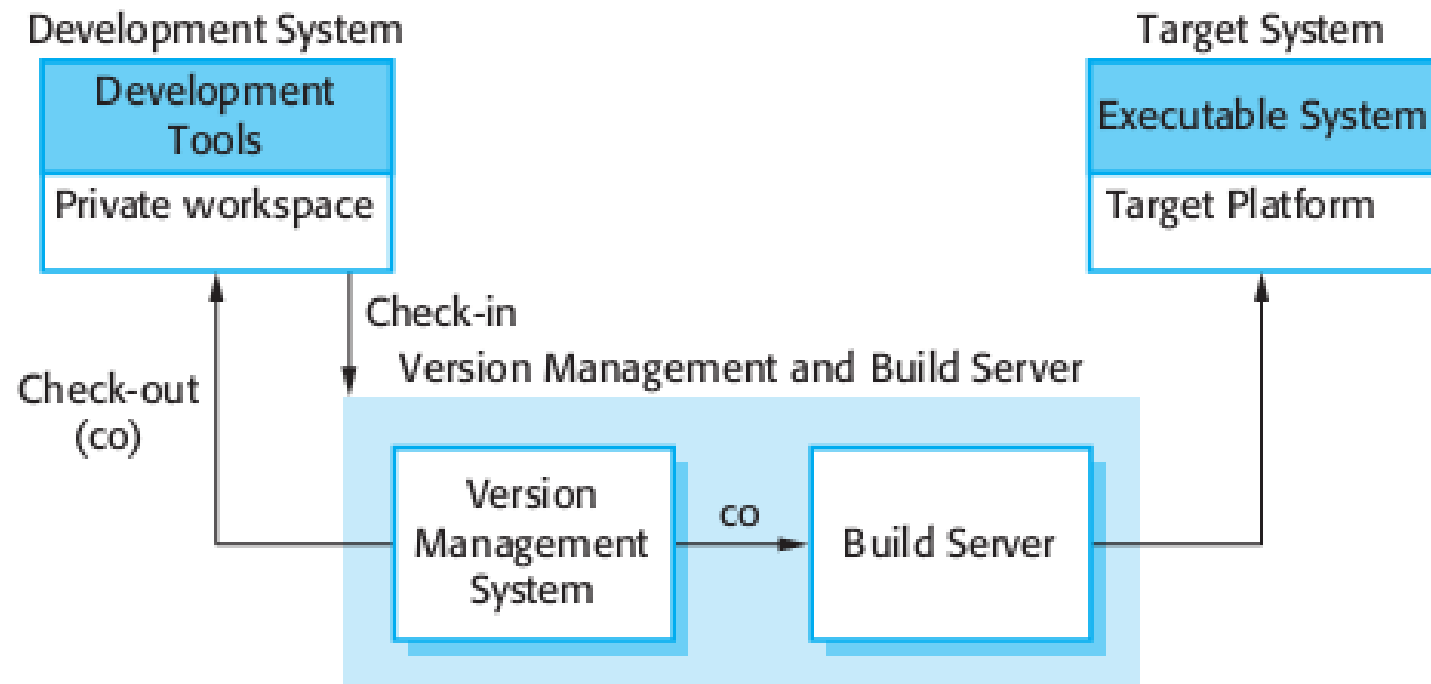 Development System
Development
Tools
Private workspace
Target System
Executable System
Target Platform
Check-in
Check-out
(co)
Version Management and Build Server
Version
Management
System
co
Build Server